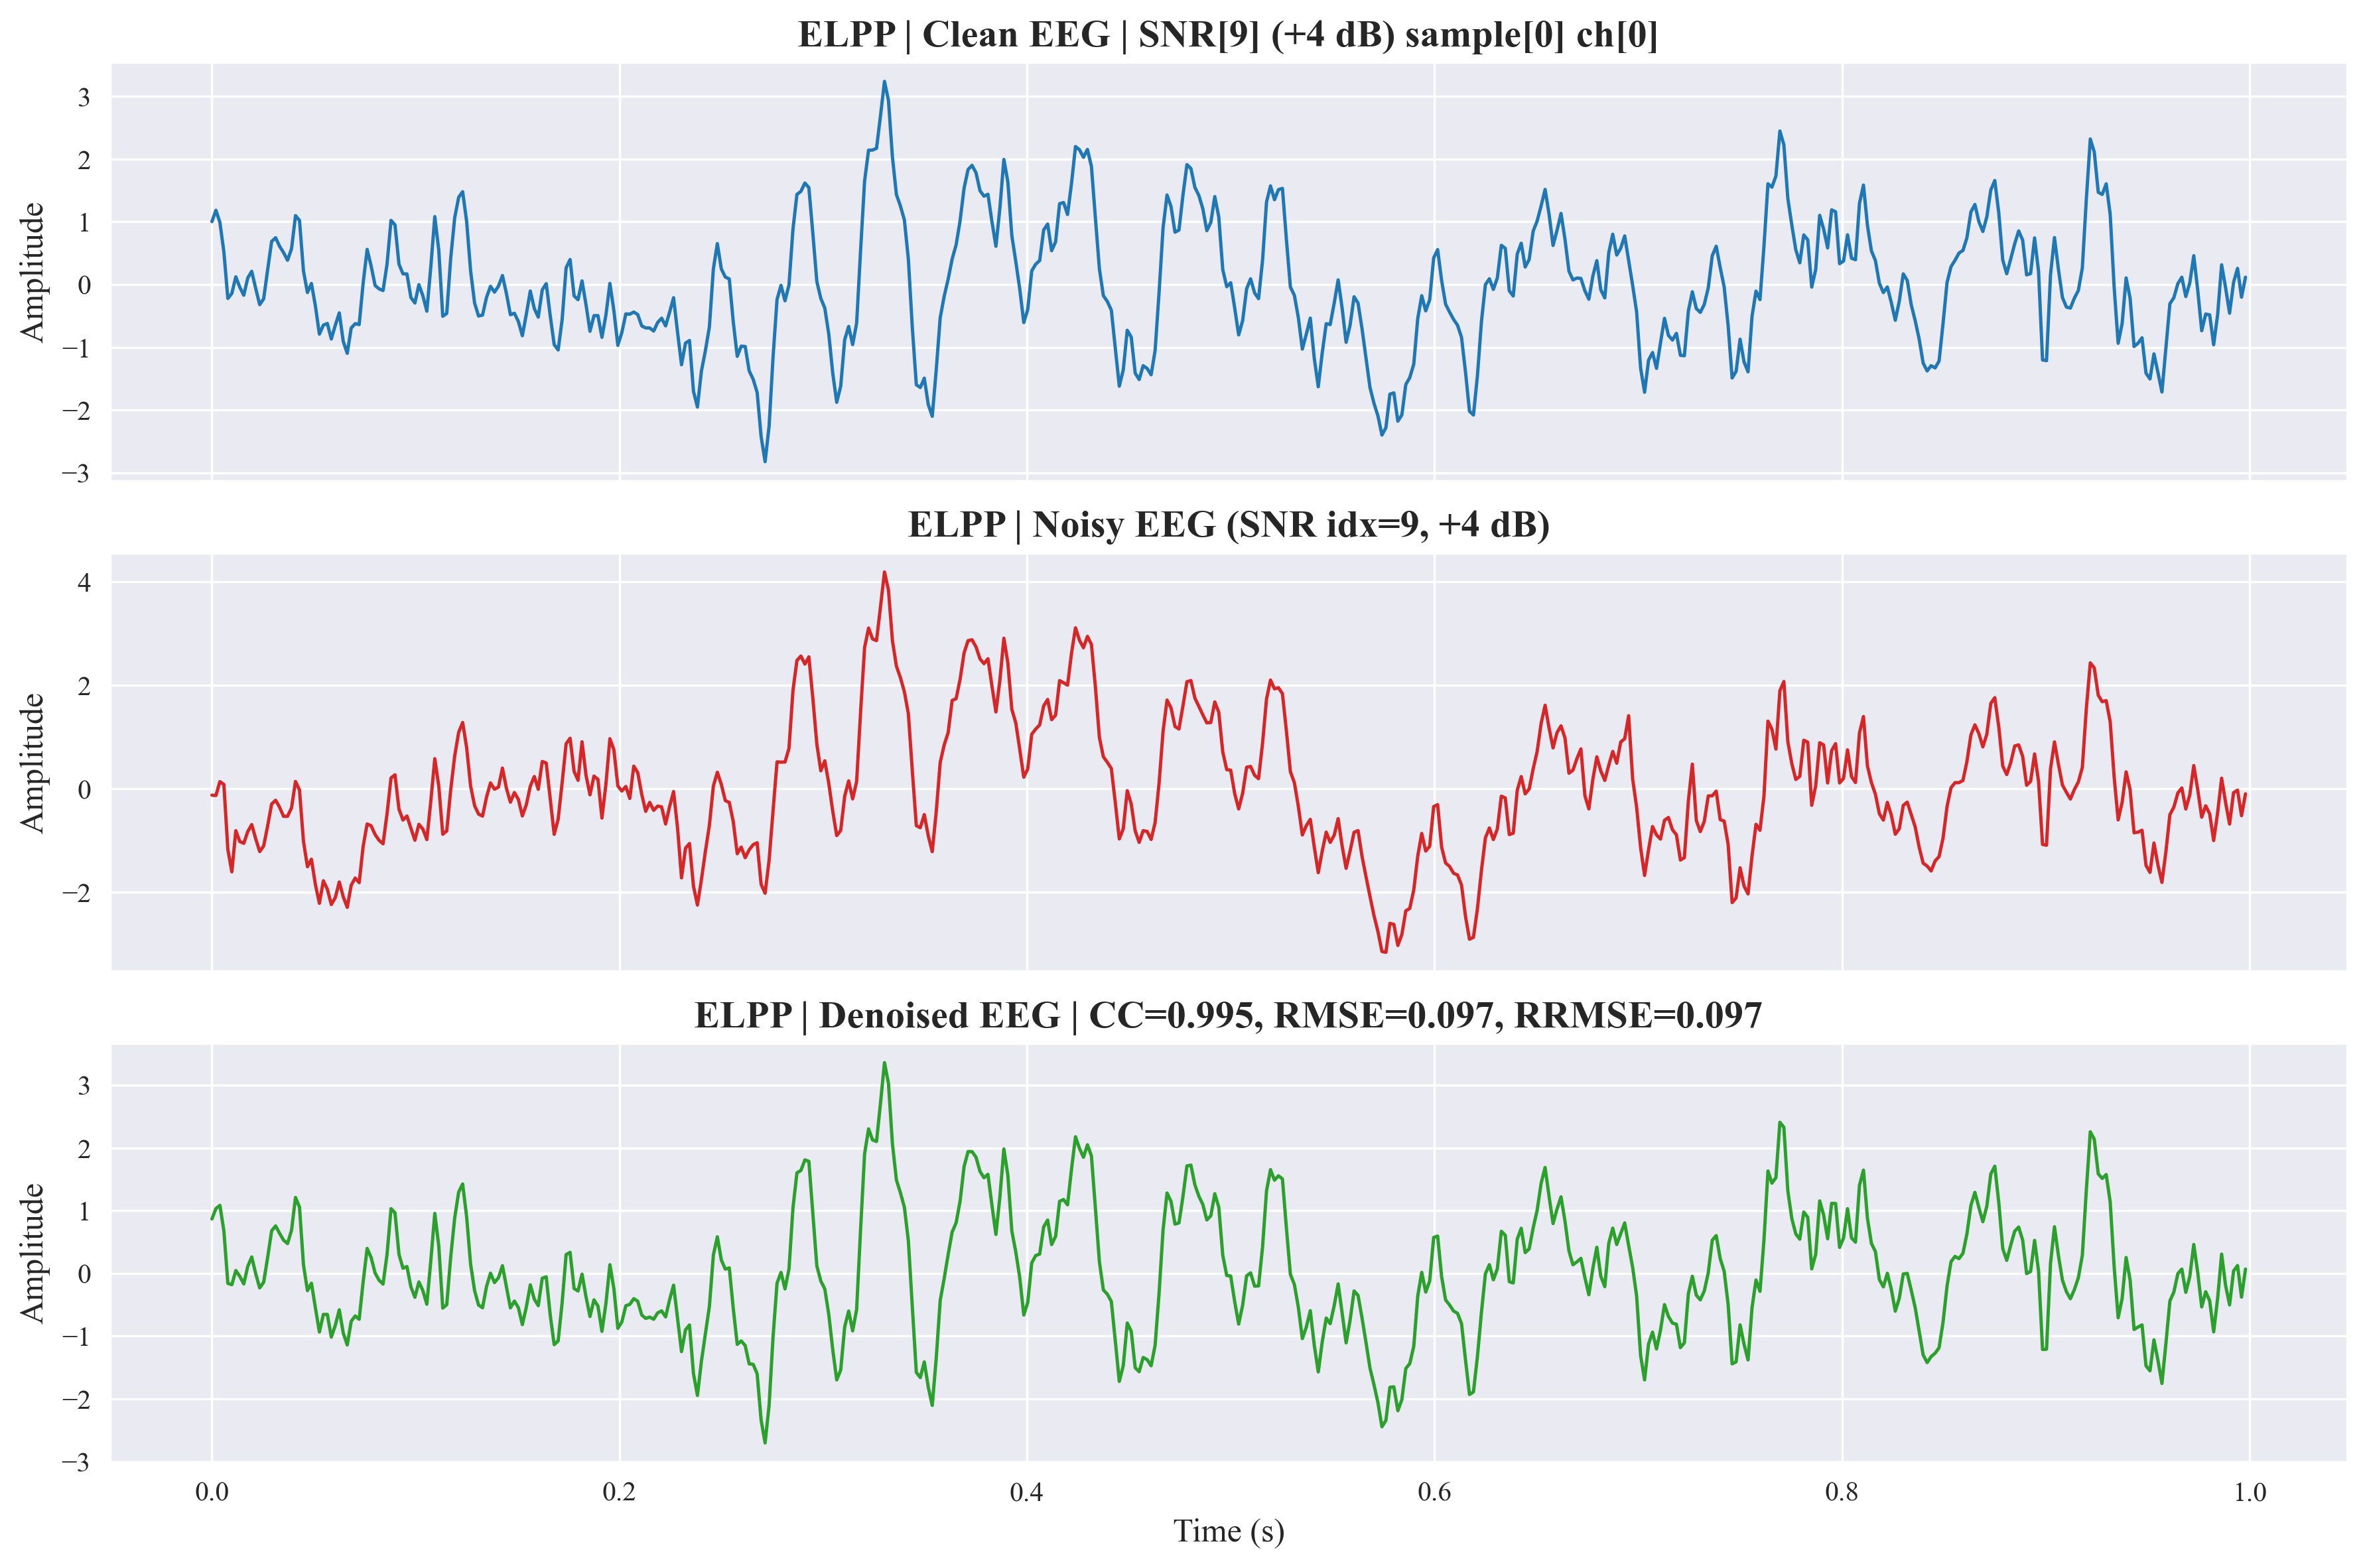 ELPP | Clean EEG | SNR[9] (+4 dB) sample[0] ch[0]
Amplitude
3
2
1
0
−1
−2
−3
ELPP | Noisy EEG (SNR idx=9, +4 dB)
Amplitude
4
2
0
−2
ELPP | Denoised EEG | CC=0.995, RMSE=0.097, RRMSE=0.097
Amplitude
3
2
1
0
−1
−2
−3
0.0 0.2 0.4 0.6 0.8 1.0
Time (s)